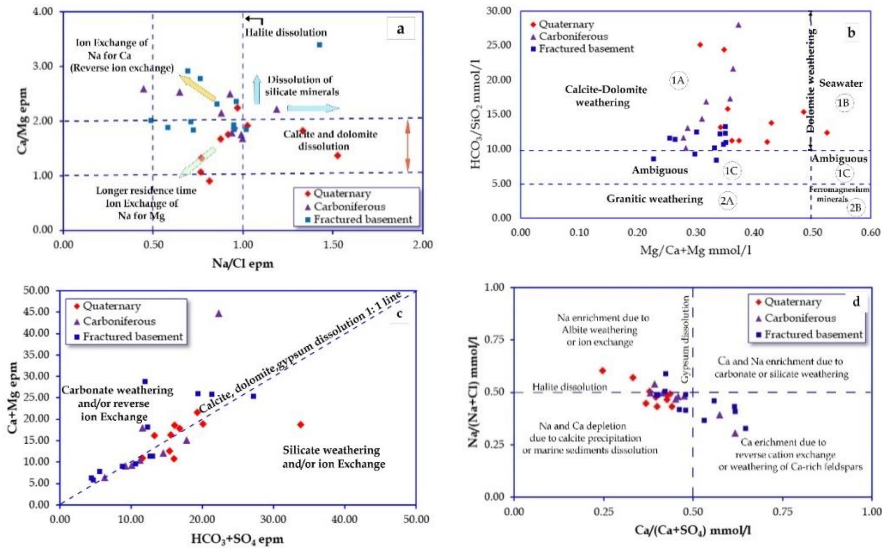 a
4.00
3.00
2.00
1.00
0.00
Ca/Mg epm
0.00
0.50
1.00
1.50
2.00
Na/Cl epm
Ion Exchange of
Na for Ca
(Reverse ion exchange)
Halite dissolution
Dissolution of
silicate minerals
Calcite and dolomite
dissolution
Longer residence time
Ion Exchange of
Na for Mg
Quaternary
Carboniferous
Fractured basement
b
30.00
25.00
20.00
15.00
10.00
5.00
0.00
HCO3/SiO2 mmol/l
0.00
0.10
0.20
0.30
0.40
0.50
0.60
Mg/Ca+Mg mmol/l
Quaternary
Carboniferous
Fractured basement
1A
Calcite-Dolomite
weathering
Dolomite weathering
Seawater
1B
Ambiguous
1C
Ambiguous
1C
Granitic weathering
2A
Ferromagnesium
minerals
2B
c
50.00
45.00
40.00
35.00
30.00
25.00
20.00
15.00
10.00
5.00
0.00
Ca+Mg epm
0.00
10.00
20.00
30.00
40.00
50.00
HCO3+SO4 epm
Quaternary
Carboniferous
Fractured basement
Calcite, dolomite,gypsum dissolution 1: 1 line
Carbonate weathering
and/or reverse
ion Exchange
Silicate weathering
and/or ion Exchange
d
1.00
0.50
0.00
Na/(Na+Cl) mmol/l
0.00
0.25
0.50
0.75
1.00
Ca/(Ca+SO4) mmol/l
Quaternary
Carboniferous
Fractured basement
Na enrichment due to
Albite weathering
or ion exchange
Gypsum dissolution
Ca and Na enrichment due to
carbonate or silicate weathering
Halite dissolution
Na and Ca depletion
due to calcite precipitation
or marine sediments dissolution
Ca erichment due to
reverse cation exchange
or weathering of Ca-rich feldspars